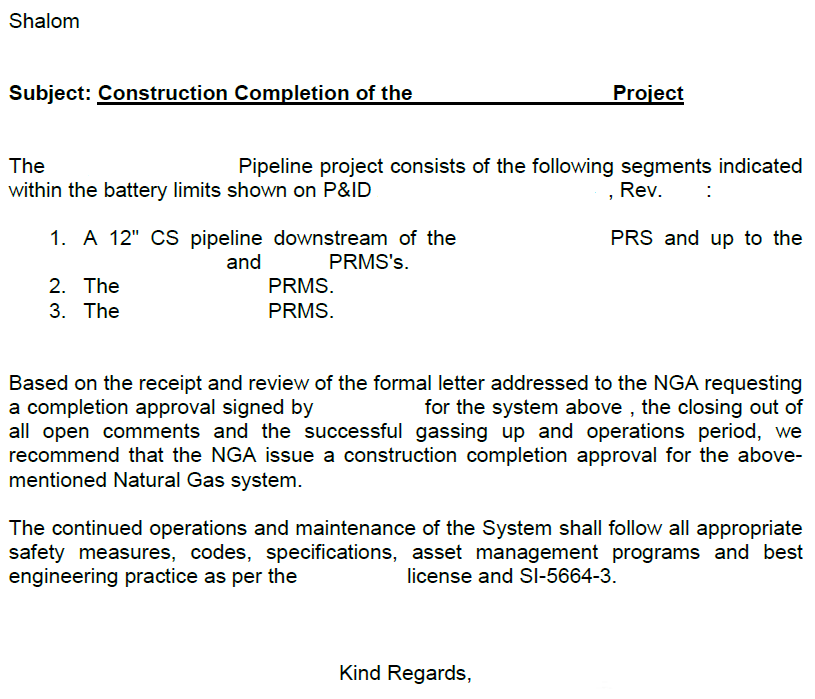 Shalom
Subject: Construction Completion of the Project
The Pipeline project consists of the following segments indicated
within the battery limits shown on P&ID , Rev. :
1. A 12" CS pipeline downstream of the PRS and up to the
and PRMS's.
2. The PRMS.
3. The PRMS.
Based on the receipt and review of the formal letter addressed to the NGA requesting
a completion approval signed by for the system above , the closing out of
all open comments and the successful gassing up and operations period, we
recommend that the NGA issue a construction completion approval for the above-
mentioned Natural Gas system.
The continued operations and maintenance of the System shall follow all appropriate
safety measures, codes, specifications, asset management programs and best
engineering practice as per the license and SI-5664-3.
Kind Regards,